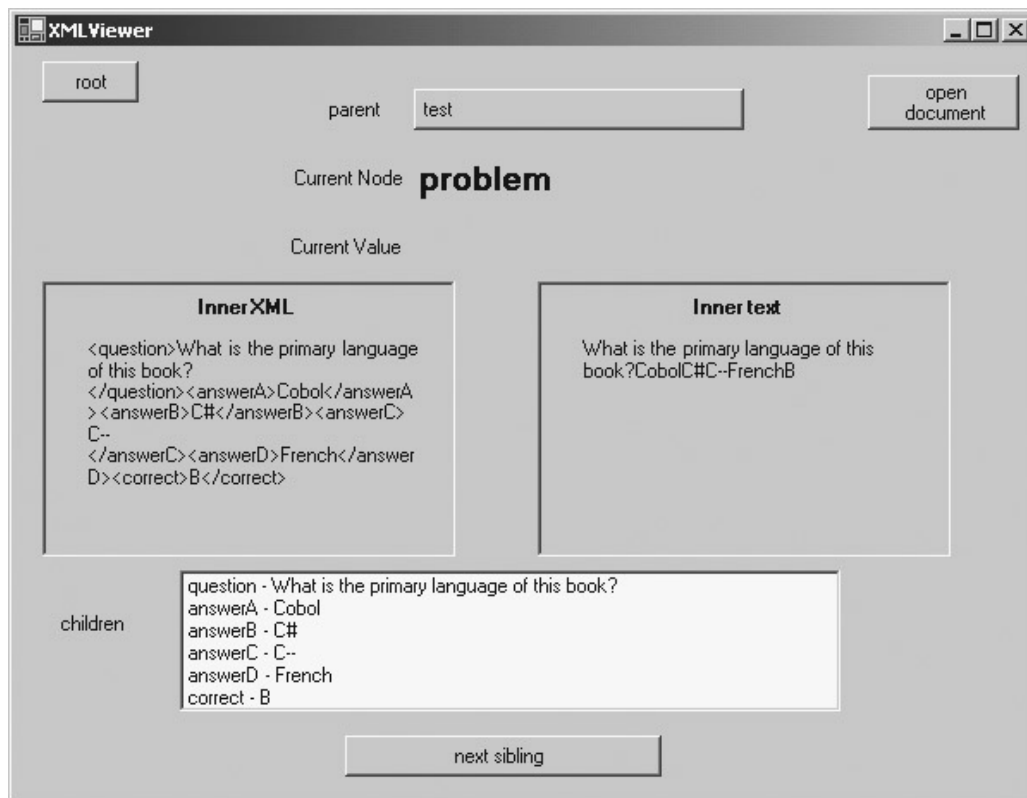 XMLViewer
root
parent
test
open
document
Current Node
problem
Current Value
InnerXML
<question>What is the primary language
of this book?
</question><answerA>Cobol</answerA
><answerB>C#</answerB><answerC>
C--
</answerC><answerD>French</answer
D><correct>B</correct>
Inner text
What is the primary language of this
book?CobolC#C--FrenchB
children
question - What is the primary language of this book?
answerA - Cobol
answerB - C#
answerC - C--
answerD - French
correct - B
next sibling